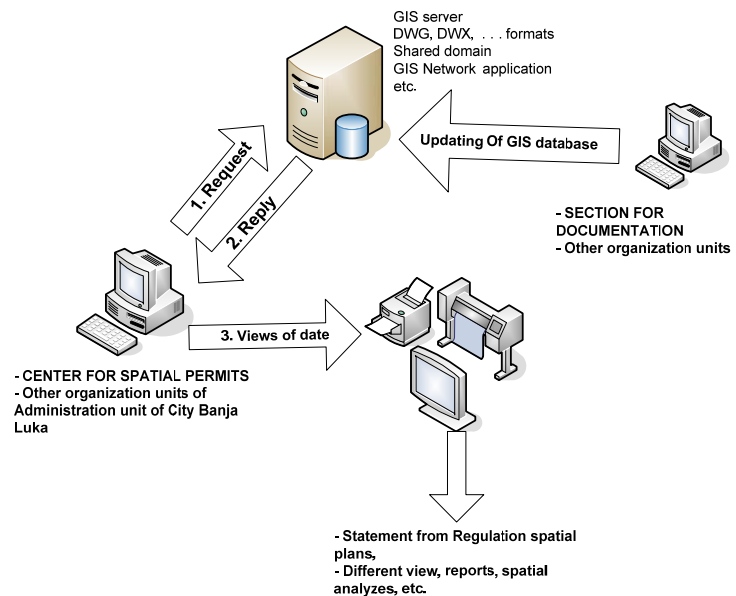 GIS server
DWG, DWX, . . . formats
Shared domain
GIS Network application
etc.
Updating Of GIS database
1. Request
2. Reply
- SECTION FOR
DOCUMENTATION
- Other organization units
3. Views of date
- CENTER FOR SPATIAL PERMITS
- Other organization units of
Administration unit of City Banja
Luka
- Statement from Regulation spatial
plans,
- Different view, reports, spatial
analyzes, etc.